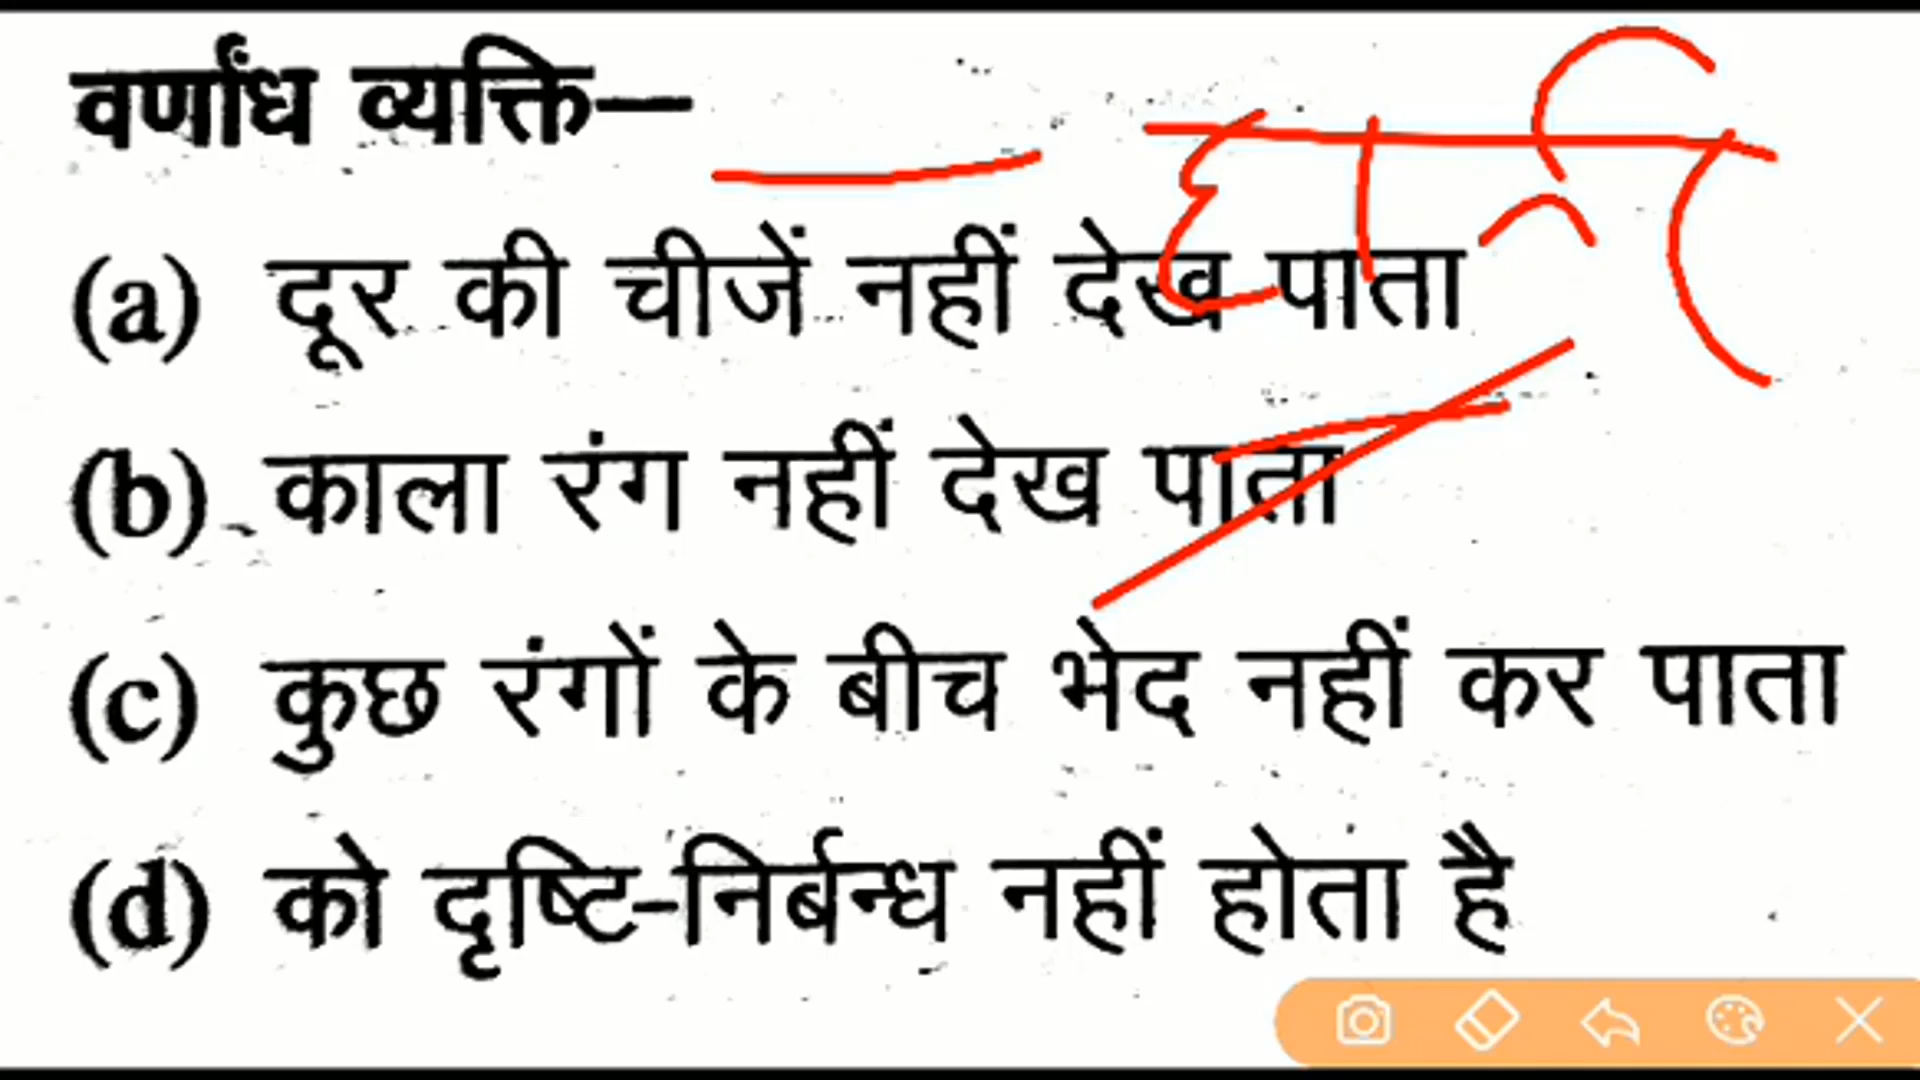 वर्णांध व्यक्ति—
(a) दूर की चीजें नहीं देख पाता
(b) काला रंग नहीं देख पाता
(c) कुछ रंगों के बीच भेद नहीं कर पाता
(d) को दृष्टि-निर्बन्ध नहीं होता है